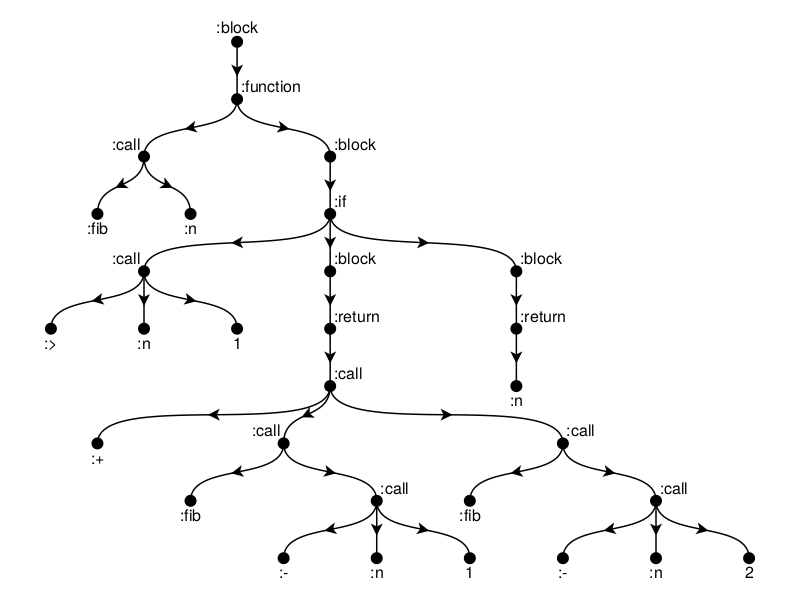 :block
:function
:call
:block
:fib
:n
:if
:call
:block
:block
:>
:n
1
:return
:return
:call
:n
:+
:call
:call
:fib
:call
:fib
:call
:-
:n
1
:-
:n
2